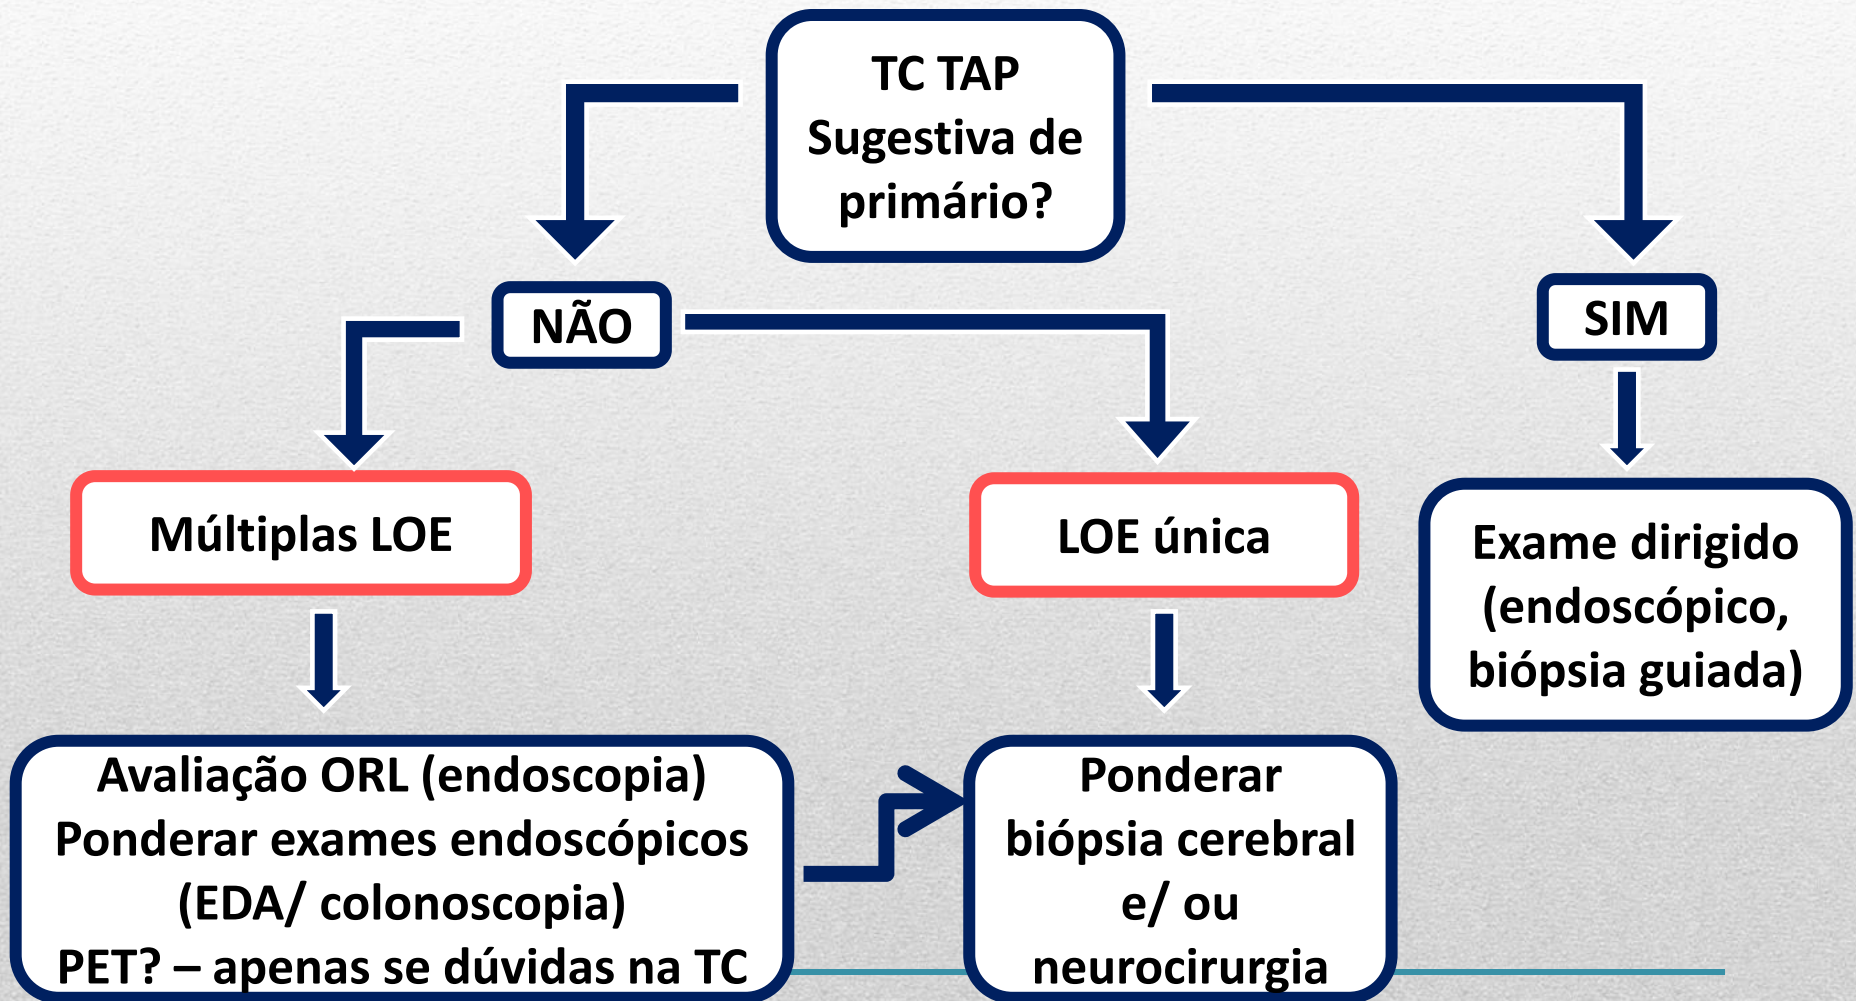 TC TAP
Sugestiva de
primário?
NÃO
SIM
Múltiplas LOE
LOE única
Exame dirigido
(endoscópico,
biópsia guiada)
Avaliação ORL (endoscopia)
Ponderar exames endoscópicos
(EDA/ colonoscopia)
PET? – apenas se dúvidas na TC
Ponderar
biópsia cerebral
e/ ou
neurocirurgia